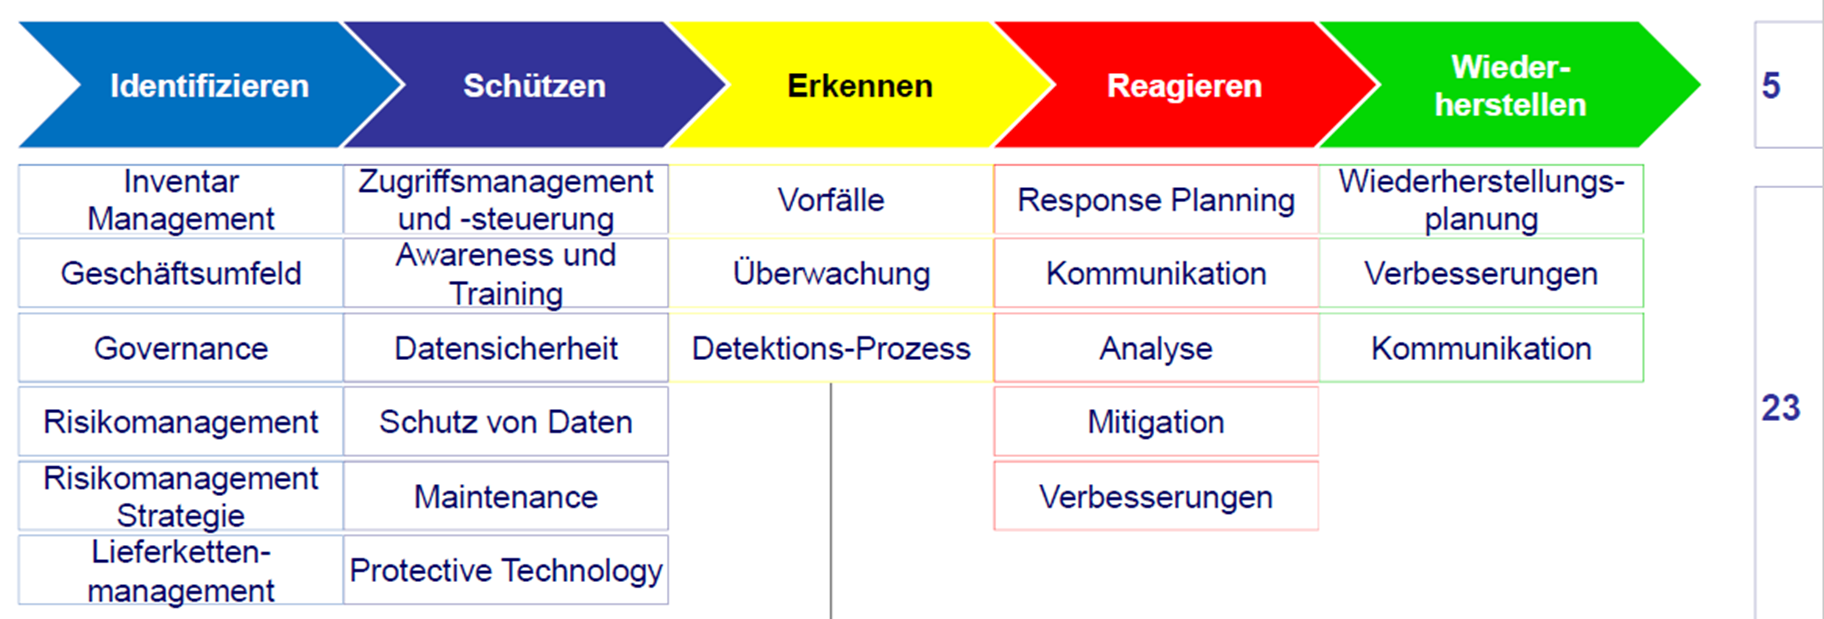 Identifizieren
Schützen
Erkennen
Reagieren
Wieder-
herstellen
5
Inventar
Management
Zugriffsmanagement
und -steuerung
Vorfälle
Response Planning
Wiederherstellungs-
planung
Geschäftsumfeld
Awareness und
Training
Überwachung
Kommunikation
Verbesserungen
Governance
Datensicherheit
Detektions-Prozess
Analyse
Kommunikation
23
Risikomanagement
Schutz von Daten
Mitigation
Risikomanagement
Strategie
Maintenance
Verbesserungen
Lieferketten-
management
Protective Technology